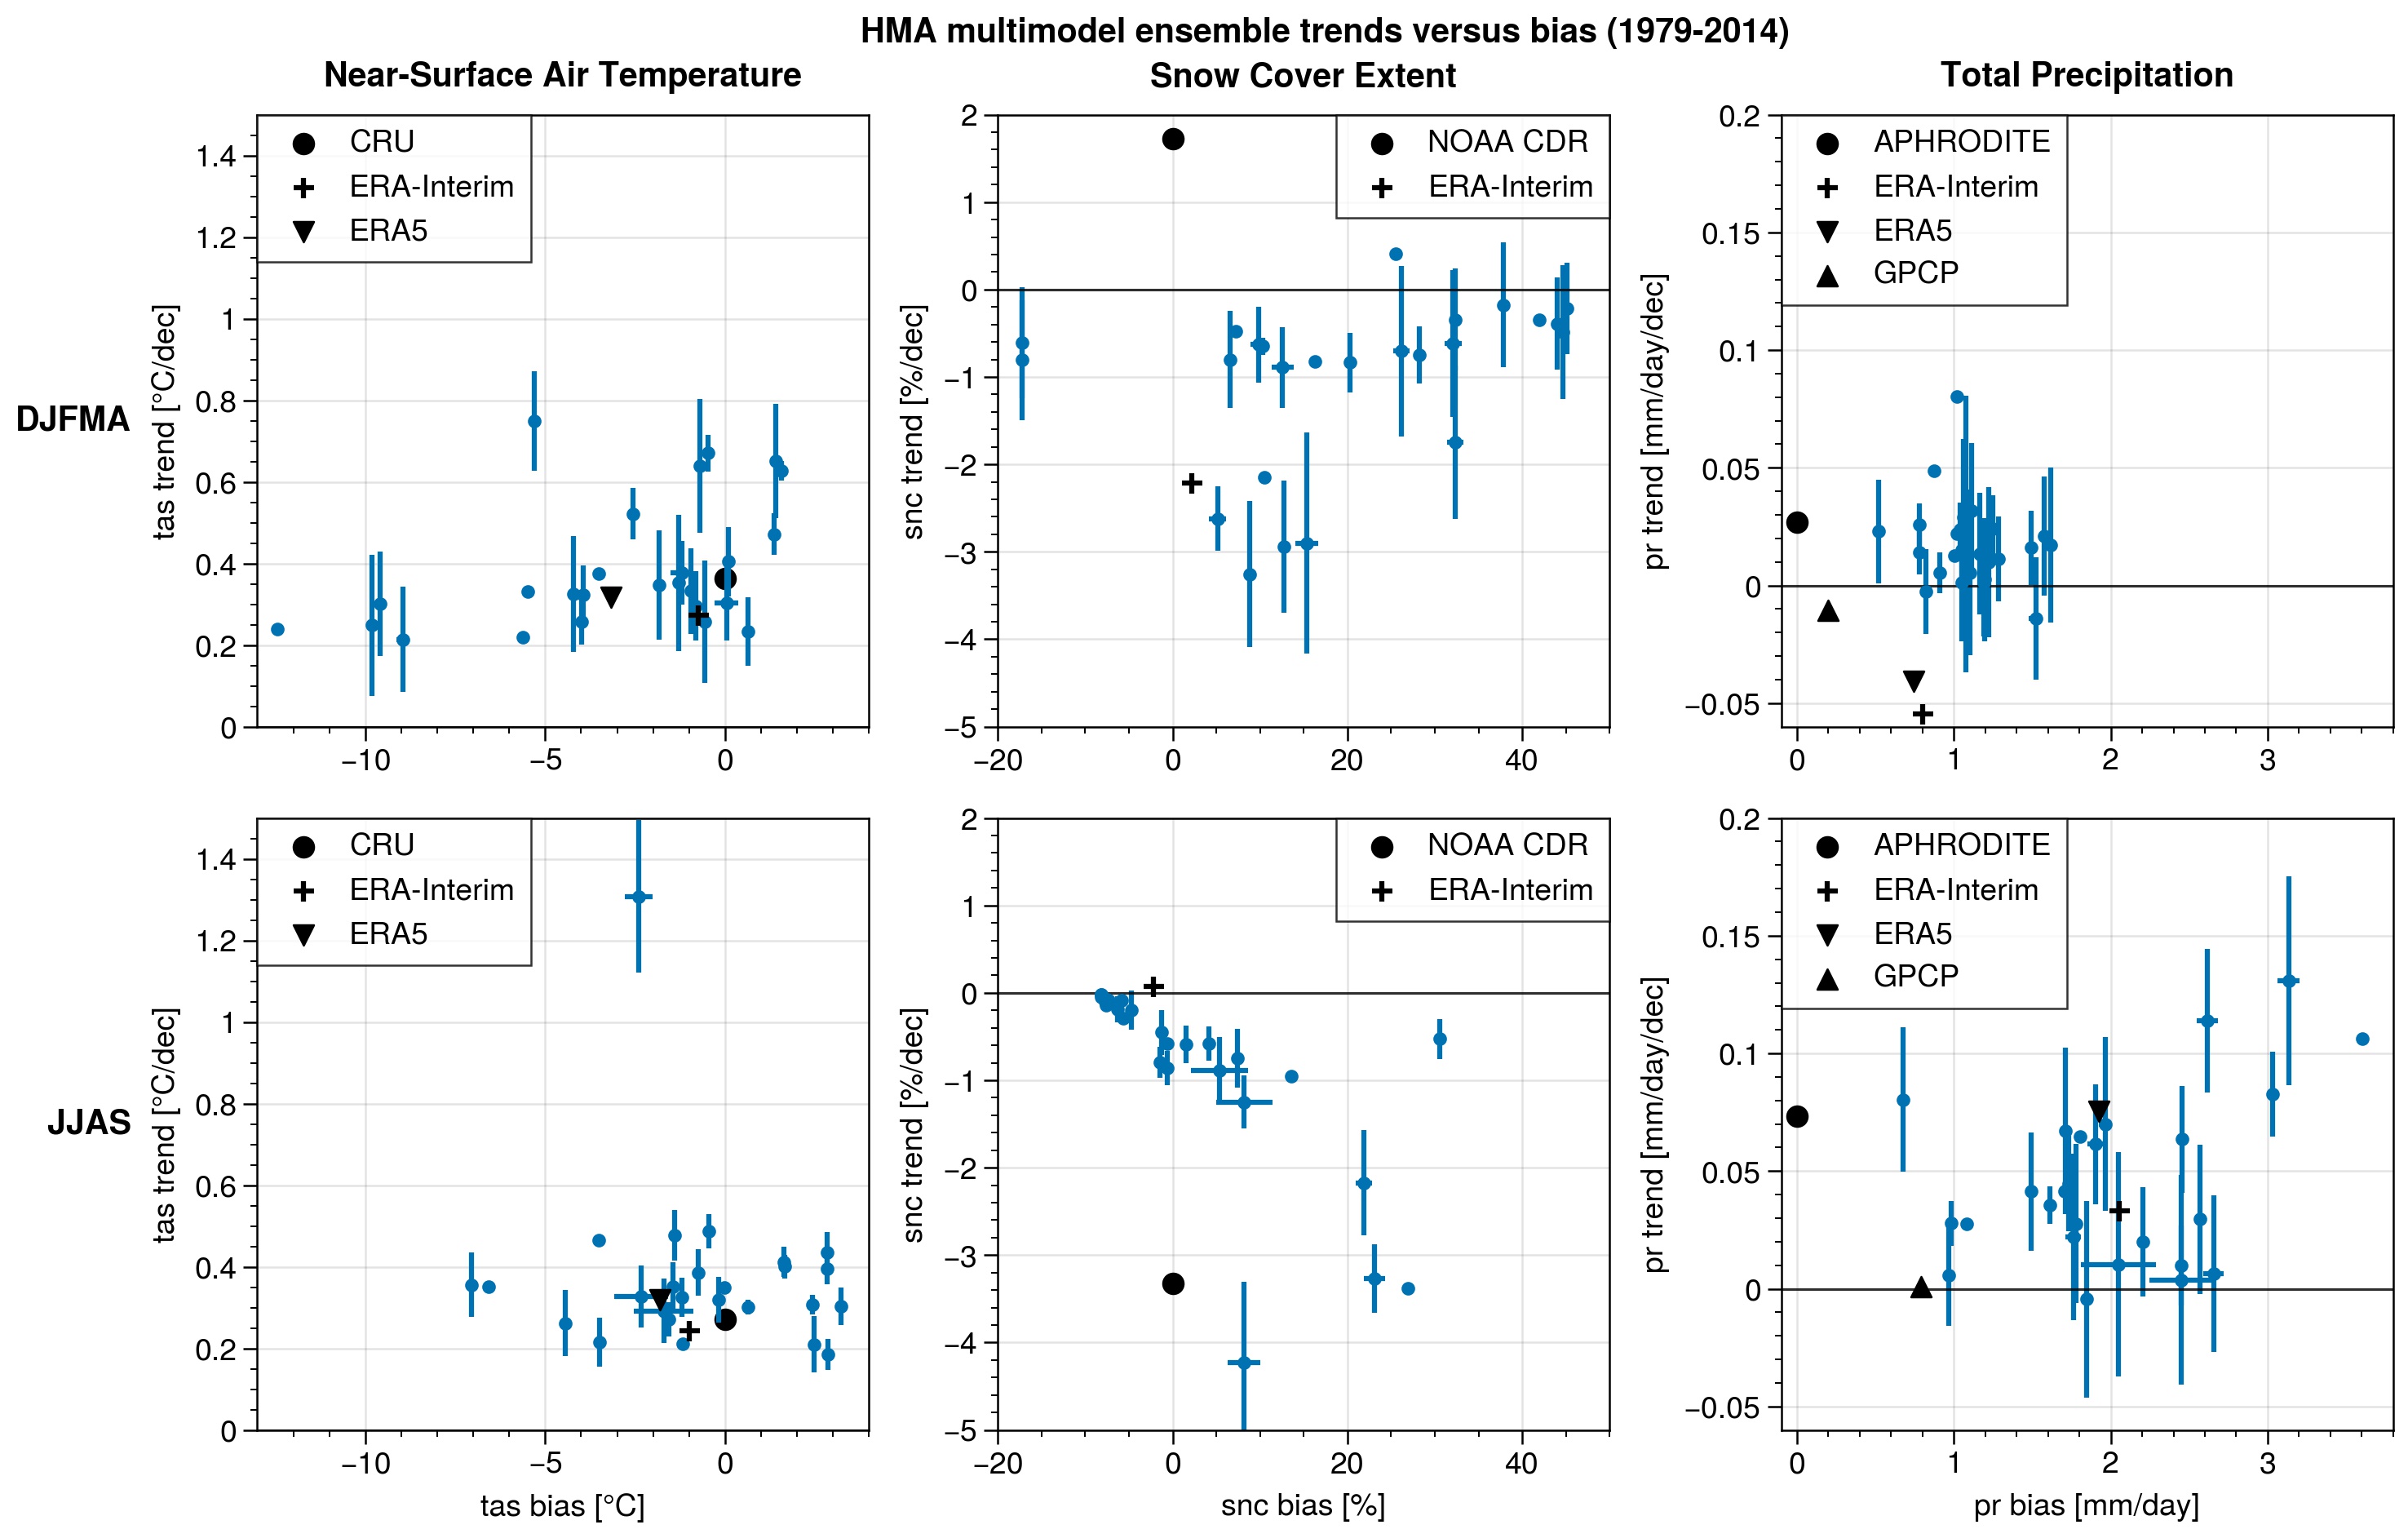 HMA multimodel ensemble trends versus bias (1979-2014)
Near-Surface Air Temperature
Snow Cover Extent
Total Precipitation
DJFMA
tas trend [°C/dec]
1.4
1.2
1
0.8
0.6
0.4
0.2
0
−10
−5
0
CRU
ERA-Interim
ERA5
snc trend [%/dec]
2
1
0
−1
−2
−3
−4
−5
−20
0
20
40
NOAA CDR
ERA-Interim
pr trend [mm/day/dec]
0.2
0.15
0.1
0.05
0
−0.05
0
1
2
3
APHRODITE
ERA-Interim
ERA5
GPCP
JJAS
tas trend [°C/dec]
1.4
1.2
1
0.8
0.6
0.4
0.2
0
−10
−5
0
tas bias [°C]
CRU
ERA-Interim
ERA5
snc trend [%/dec]
2
1
0
−1
−2
−3
−4
−5
−20
0
20
40
snc bias [%]
NOAA CDR
ERA-Interim
pr trend [mm/day/dec]
0.2
0.15
0.1
0.05
0
−0.05
0
1
2
3
pr bias [mm/day]
APHRODITE
ERA-Interim
ERA5
GPCP